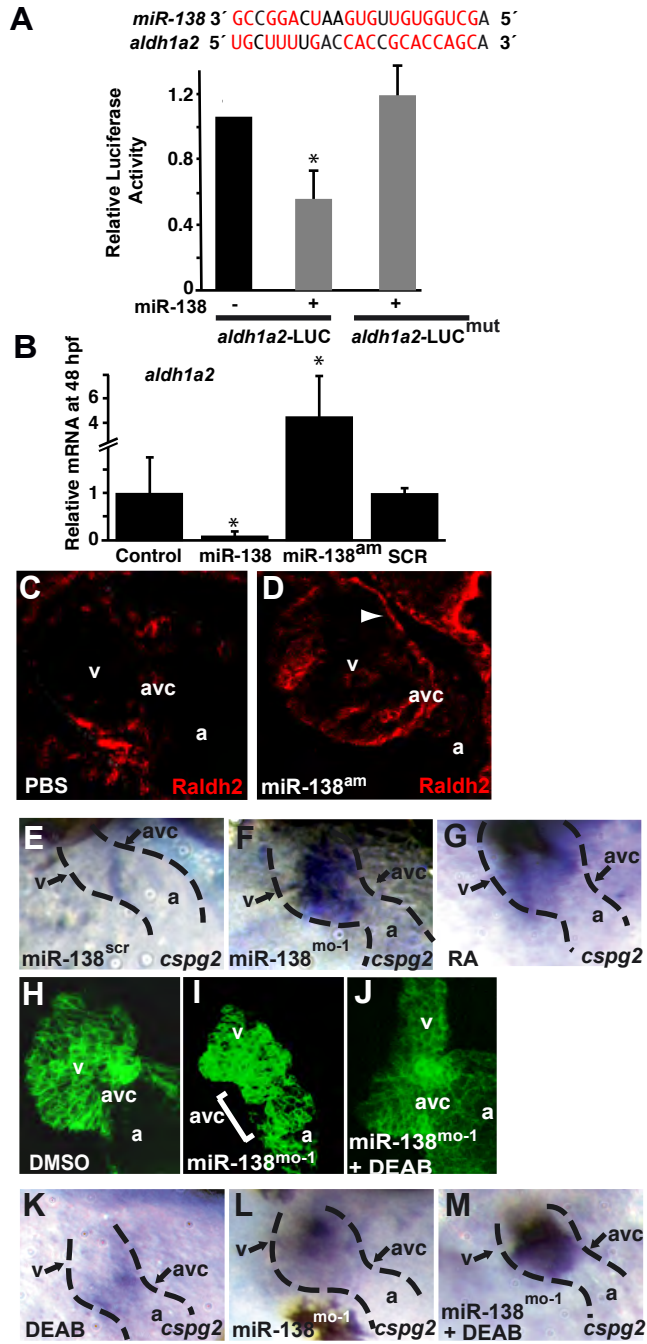 A
miR-138 3´ GCCGGACUAAGUGUUGUGGUCGA 5´
aldh1a2 5´ UGCUUUUGACCACCGCACCAGCA 3´
Relative Luciferase Activity
1.2
0.8
0.4
0
*
miR-138 - + +
aldh1a2-LUC aldh1a2-LUCmut
B
aldh1a2
Relative mRNA at 48 hpf
6
4
1
0
* *
Control miR-138 miR-138am SCR
C
v
avc
a
PBS Raldh2
D
v
avc
a
miR-138am Raldh2
E
avc
v
a
miR-138scr cspg2
F
avc
v
a
miR-138mo-1 cspg2
G
avc
v
a
RA cspg2
H
v
avc
a
DMSO
I
v
avc
a
miR-138mo-1
J
v
avc
a
miR-138mo-1
+ DEAB
K
avc
v
a
DEAB cspg2
L
avc
v
a
miR-138mo-1 cspg2
M
avc
v
a
miR-138mo-1
+ DEAB cspg2